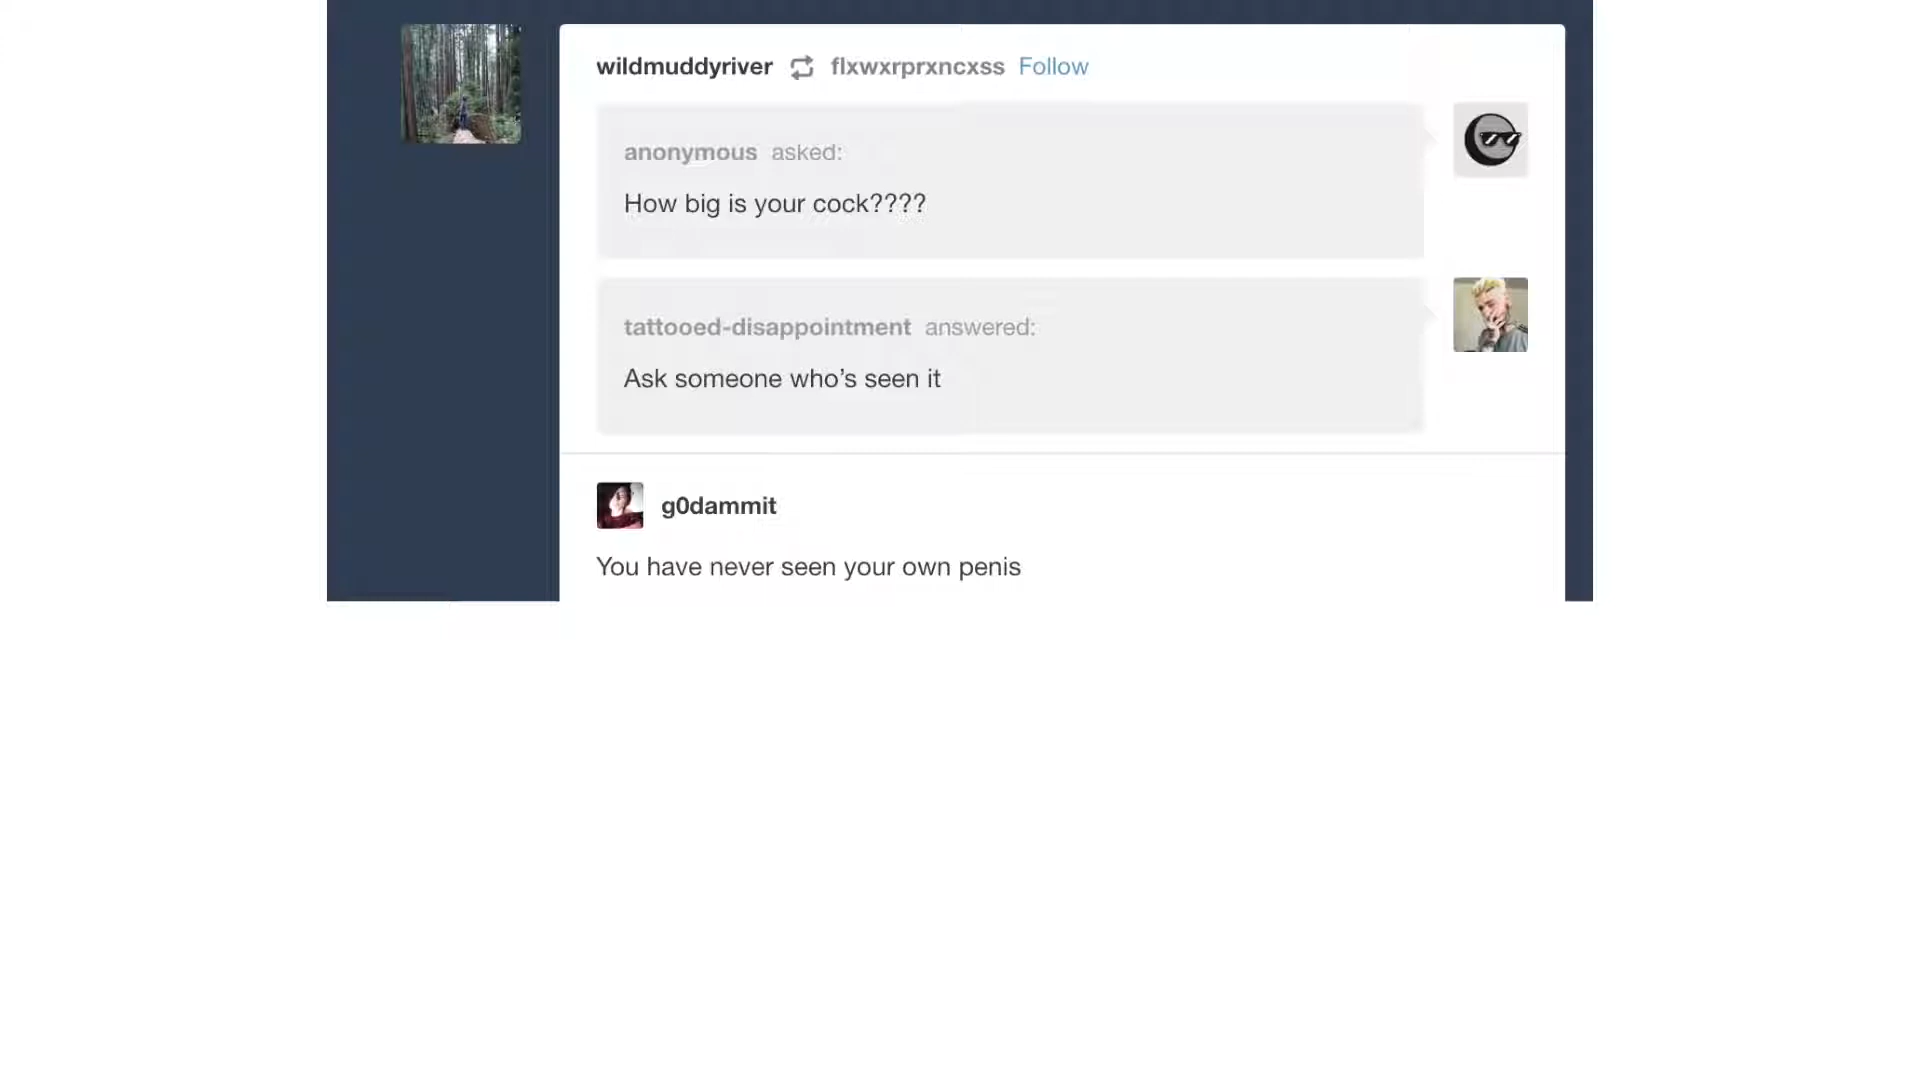 wildmuddyriver flxwxrprxncxss Follow
anonymous asked:
How big is your cock????
tattooed-disappointment answered:
Ask someone who’s seen it
g0dammit
You have never seen your own penis